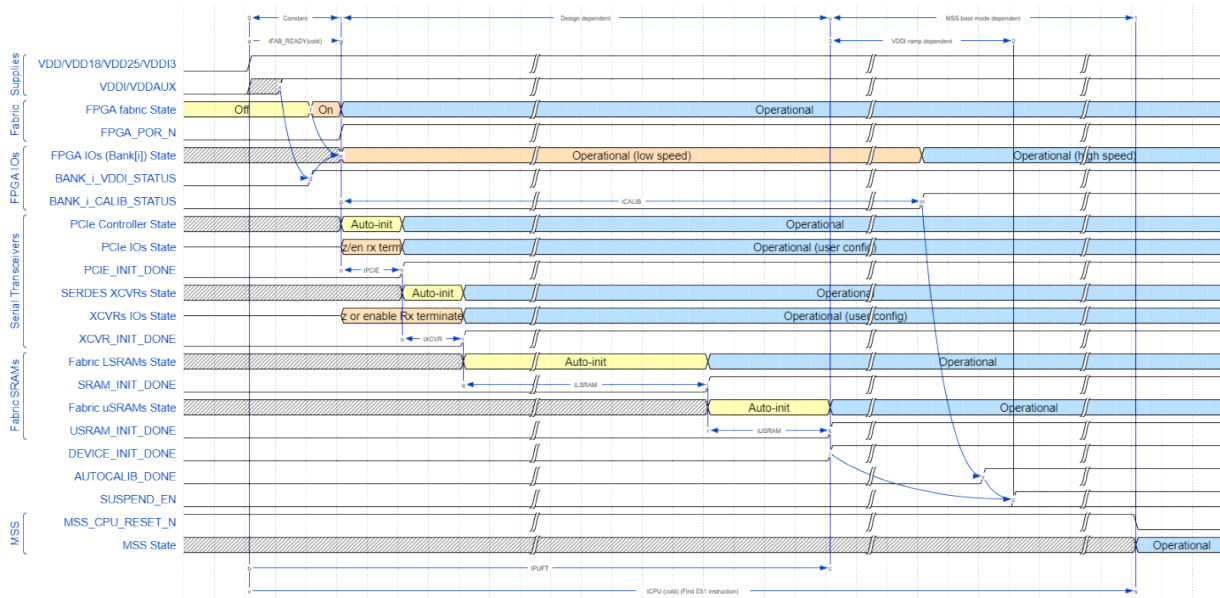 0 Constant Design dependent MSS boot mode dependent 1
tFAB_READY(cold) 3 VDDI ramp dependent 2
Supplies
VDD/VDD18/VDD25/VDDI3
VDDI/VDDAUX
Fabric
FPGA fabric State Off On Operational
FPGA_POR_N
FPGA IOs
FPGA IOs (Bank[i]) State Operational (low speed) Operational (high speed)
BANK_i_VDDI_STATUS
BANK_i_CALIB_STATUS tCALIB
Serial Transceivers
PCIe Controller State Auto-init Operational
PCIe IOs State z/en rx term Operational (user config)
PCIE_INIT_DONE tPCIE
SERDES XCVRs State Auto-init Operational
XCVRs IOs State z or enable Rx terminate Operational (user config)
XCVR_INIT_DONE tXCVR
Fabric SRAMs
Fabric LSRAMs State Auto-init Operational
SRAM_INIT_DONE tLSRAM
Fabric uSRAMs State Auto-init Operational
USRAM_INIT_DONE tUSRAM
DEVICE_INIT_DONE
AUTOCALIB_DONE
SUSPEND_EN
MSS
MSS_CPU_RESET_N
MSS State Operational
b tPUFT c
v tCPU (cold) (First E51 instruction) s